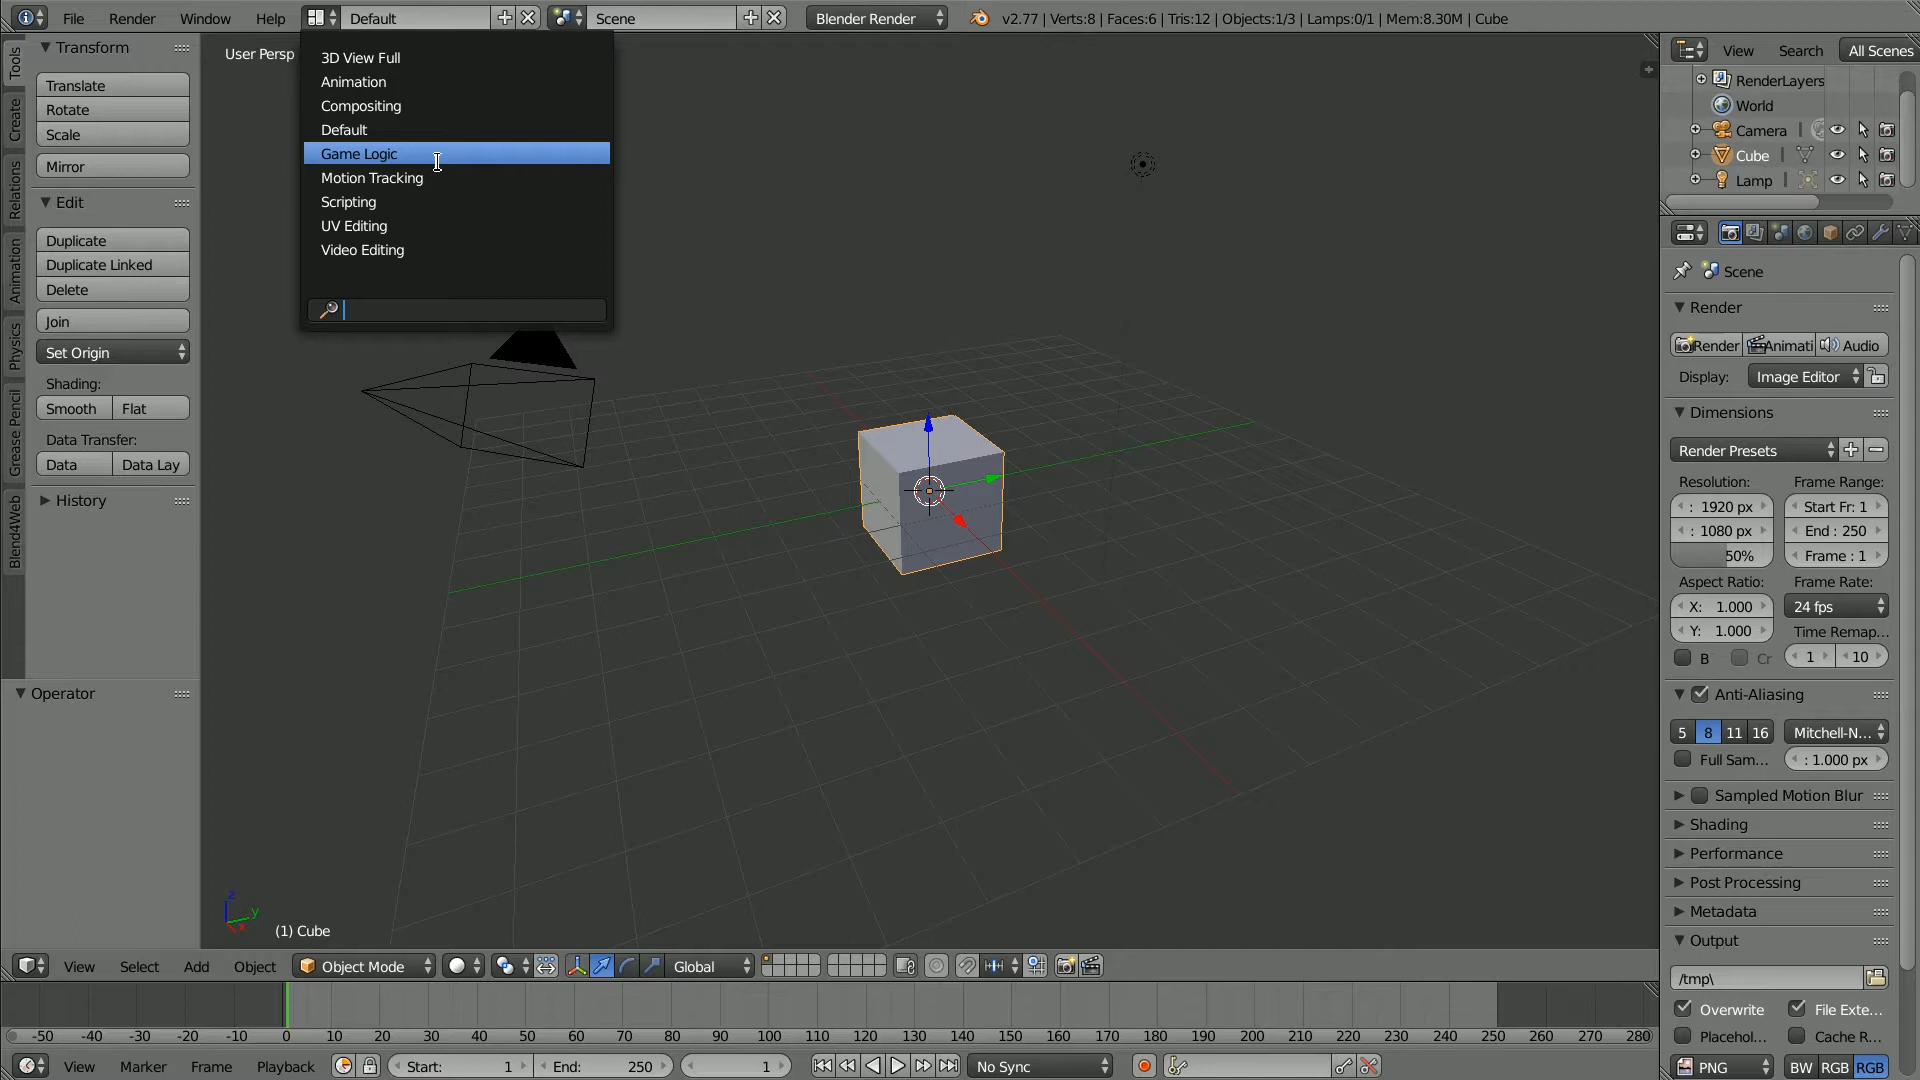 File Render Window Help Default Scene Blender Render v2.77 | Verts:8 | Faces:6 | Tris:12 | Objects:1/3 | Lamps:0/1 | Mem:8.30M | Cube
Tools
Create
Relations
Animation
Physics
Grease Pencil
Blend4Web
Transform
Translate
Rotate
Scale
Mirror
Edit
Duplicate
Duplicate Linked
Delete
Join
Set Origin
Shading:
Smooth Flat
Data Transfer:
Data Data Lay
History
Operator
User Persp
3D View Full
Animation
Compositing
Default
Game Logic
Motion Tracking
Scripting
UV Editing
Video Editing
z
y
x
(1) Cube
View Search All Scenes
RenderLayers
World
Camera
Cube
Lamp
Scene
Render
Render Animati Audio
Display: Image Editor
Dimensions
Render Presets
Resolution: Frame Range:
: 1920 px Start Fr: 1
: 1080 px End : 250
50% Frame : 1
Aspect Ratio: Frame Rate:
X: 1.000 24 fps
Y: 1.000 Time Remap...
B Cr 1 10
Anti-Aliasing
5 8 11 16 Mitchell-N...
Full Sam... : 1.000 px
Sampled Motion Blur
Shading
Performance
Post Processing
Metadata
Output
/tmp\
Overwrite File Exte...
Placehol... Cache R...
PNG BW RGB RGB
View Select Add Object Object Mode Global
-50 -40 -30 -20 -10 0 10 20 30 40 50 60 70 80 90 100 110 120 130 140 150 160 170 180 190 200 210 220 230 240 250 260 270 280
View Marker Frame Playback Start: 1 End: 250 1 No Sync